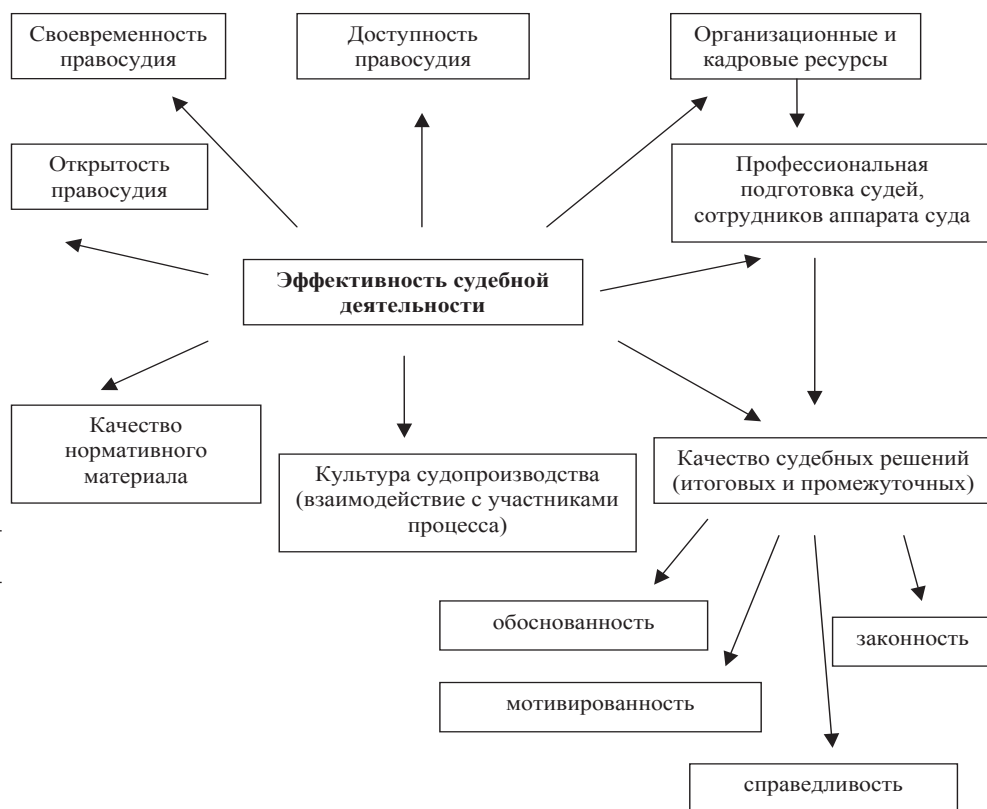 Своевременность
правосудия
Доступность
правосудия
Организационные и
кадровые ресурсы
Открытость
правосудия
Профессиональная
подготовка судей,
сотрудников аппарата суда
Эффективность судебной
деятельности
Качество
нормативного
материала
Культура судопроизводства
(взаимодействие с участниками
процесса)
Качество судебных решений
(итоговых и промежуточных)
обоснованность
законность
мотивированность
справедливость